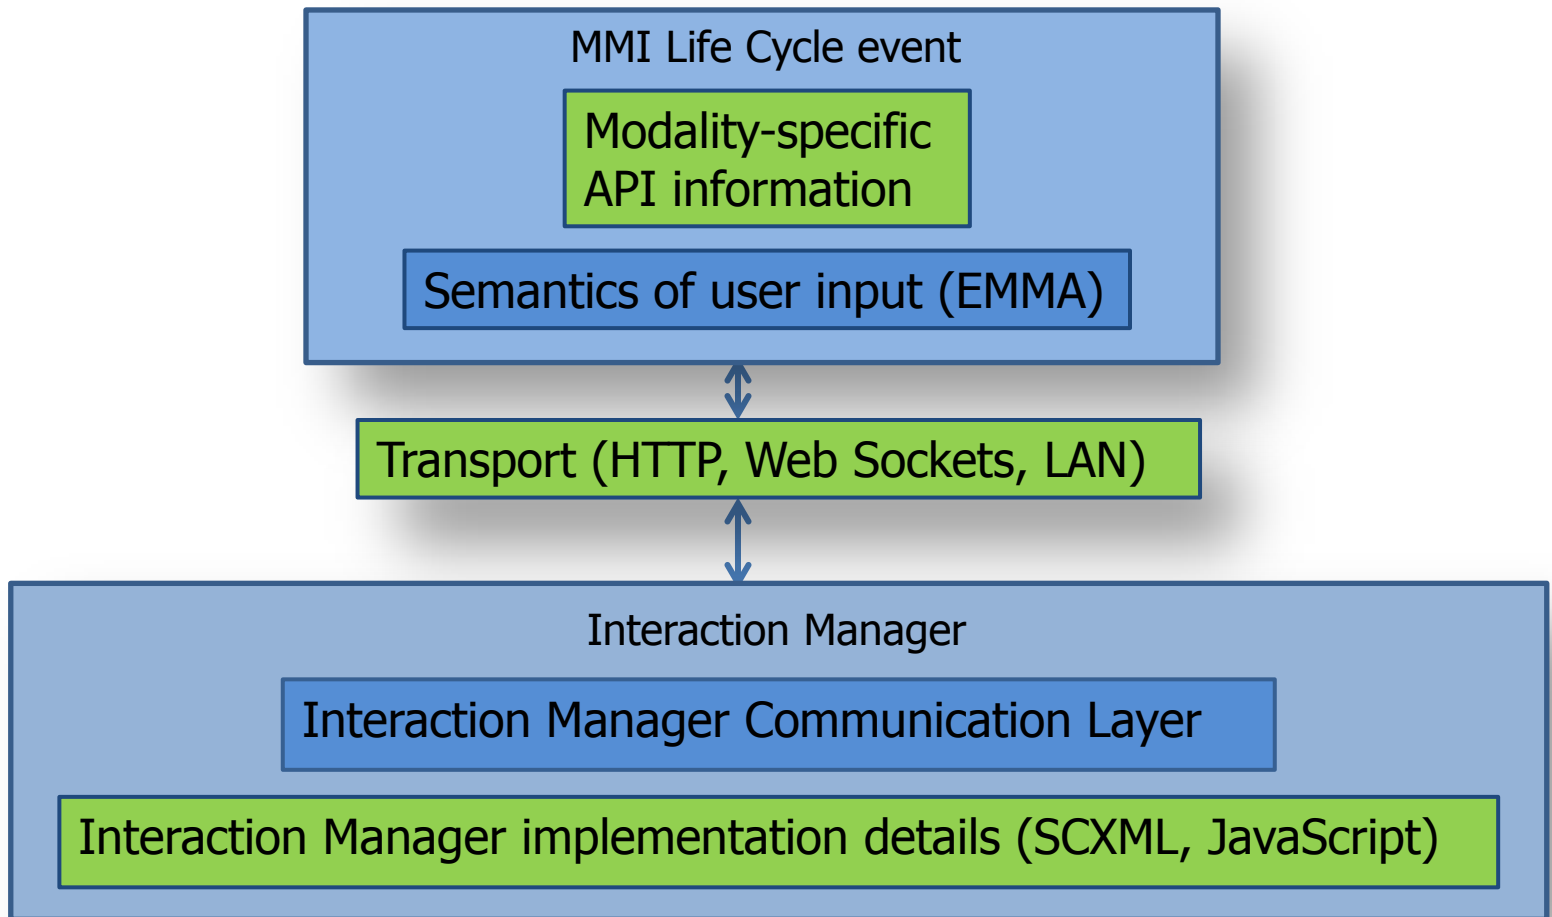 MMI Life Cycle event
Modality-specific
API information
Semantics of user input (EMMA)
Transport (HTTP, Web Sockets, LAN)
Interaction Manager
Interaction Manager Communication Layer
Interaction Manager implementation details (SCXML, JavaScript)